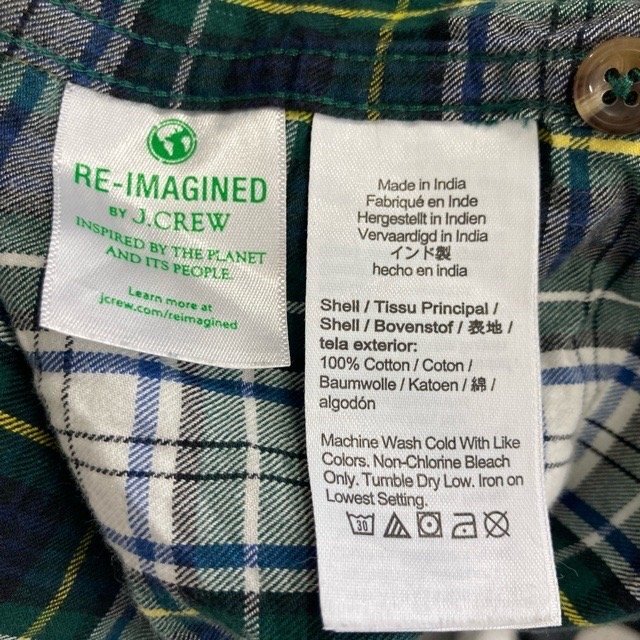 RE-IMAGINED
BY J.CREW
INSPIRED BY THE PLANET
AND ITS PEOPLE.
Learn more at
jcrew.com/reimagined
Made in India
Fabriqué en Inde
Hergestellt in Indien
Vervaardigd in India
インド製
hecho en india
Shell / Tissu Principal /
Shell / Bovenstof / 表地 /
tela exterior:
100% Cotton / Coton /
Baumwolle / Katoen / 綿 /
algodón
Machine Wash Cold With Like
Colors. Non-Chlorine Bleach
Only. Tumble Dry Low. Iron on
Lowest Setting.
30